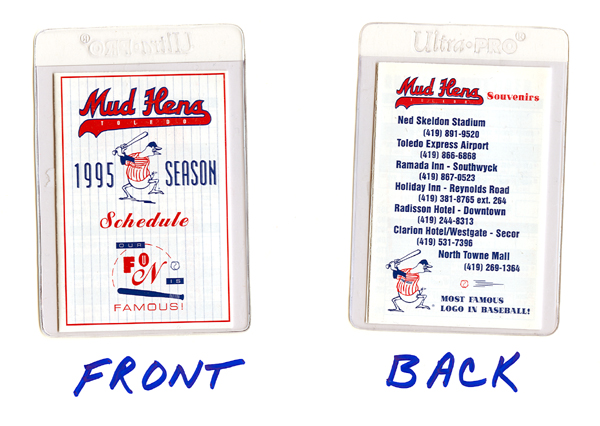 Ultra-PRO®
Mud Hens
TOLEDO
1995 SEASON
Schedule
OUR
FUN
IS
FAMOUS!
FRONT
Ultra-PRO®
Mud Hens Souvenirs
TOLEDO
Ned Skeldon Stadium
(419) 891-9520
Toledo Express Airport
(419) 866-6868
Ramada Inn - Southwyck
(419) 867-0523
Holiday Inn - Reynolds Road
(419) 381-8765 ext. 264
Radisson Hotel - Downtown
(419) 244-8313
Clarion Hotel/Westgate - Secor
(419) 531-7396
North Towne Mall
(419) 269-1364
MOST FAMOUS
LOGO IN BASEBALL!
BACK